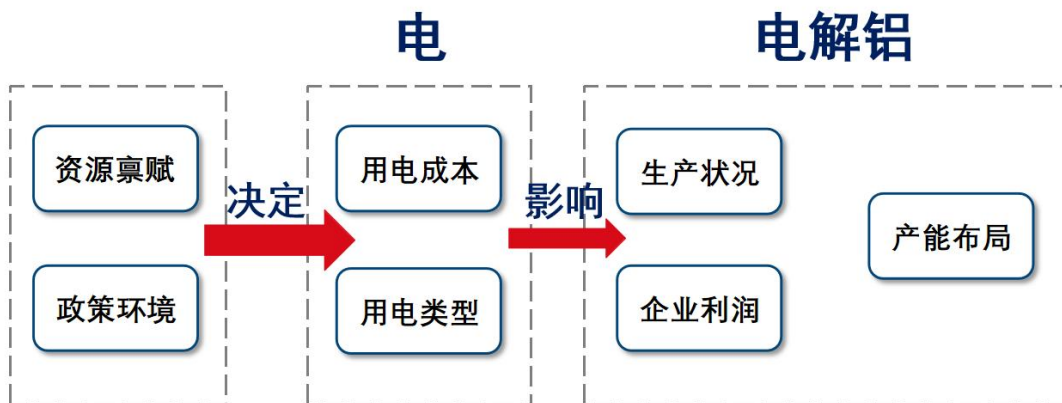 电
电解铝
资源禀赋
政策环境
决定
用电成本
用电类型
影响
生产状况
企业利润
产能布局